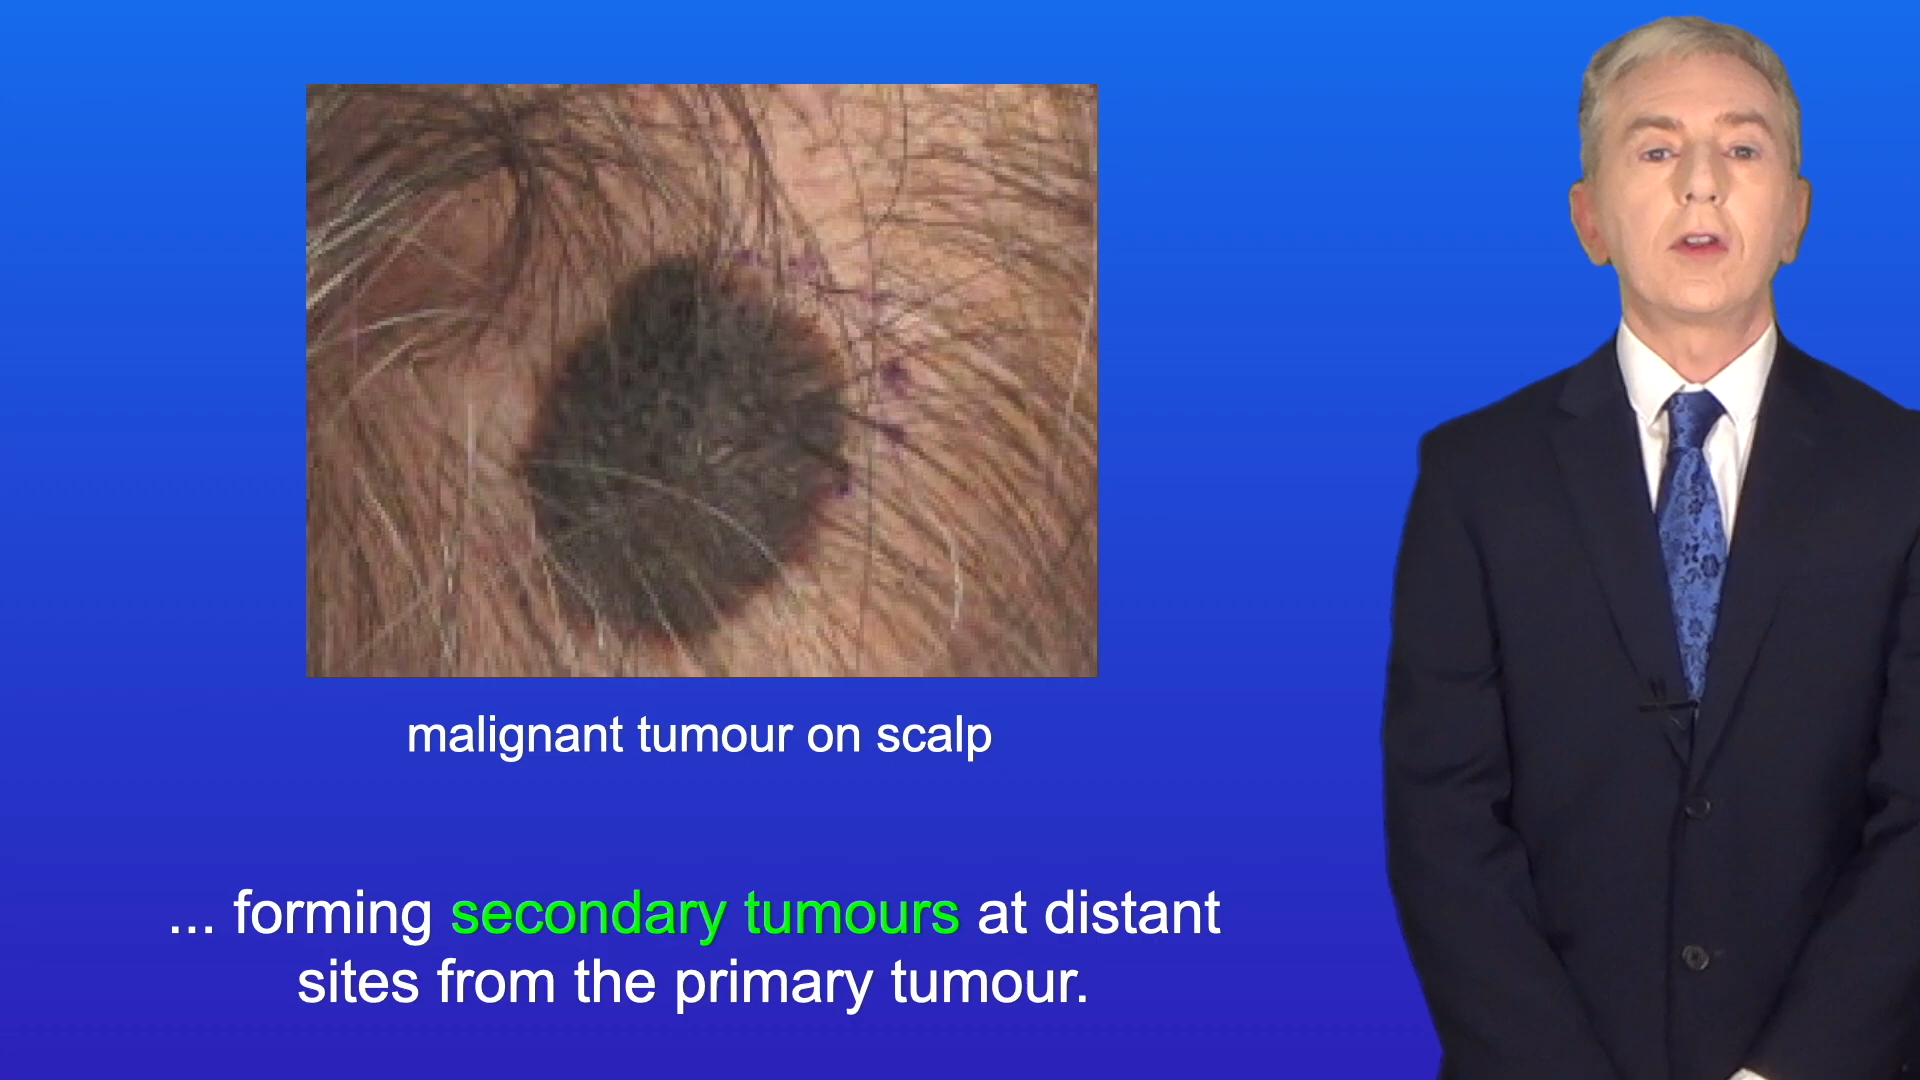 malignant tumour on scalp
... forming secondary tumours at distant
sites from the primary tumour.